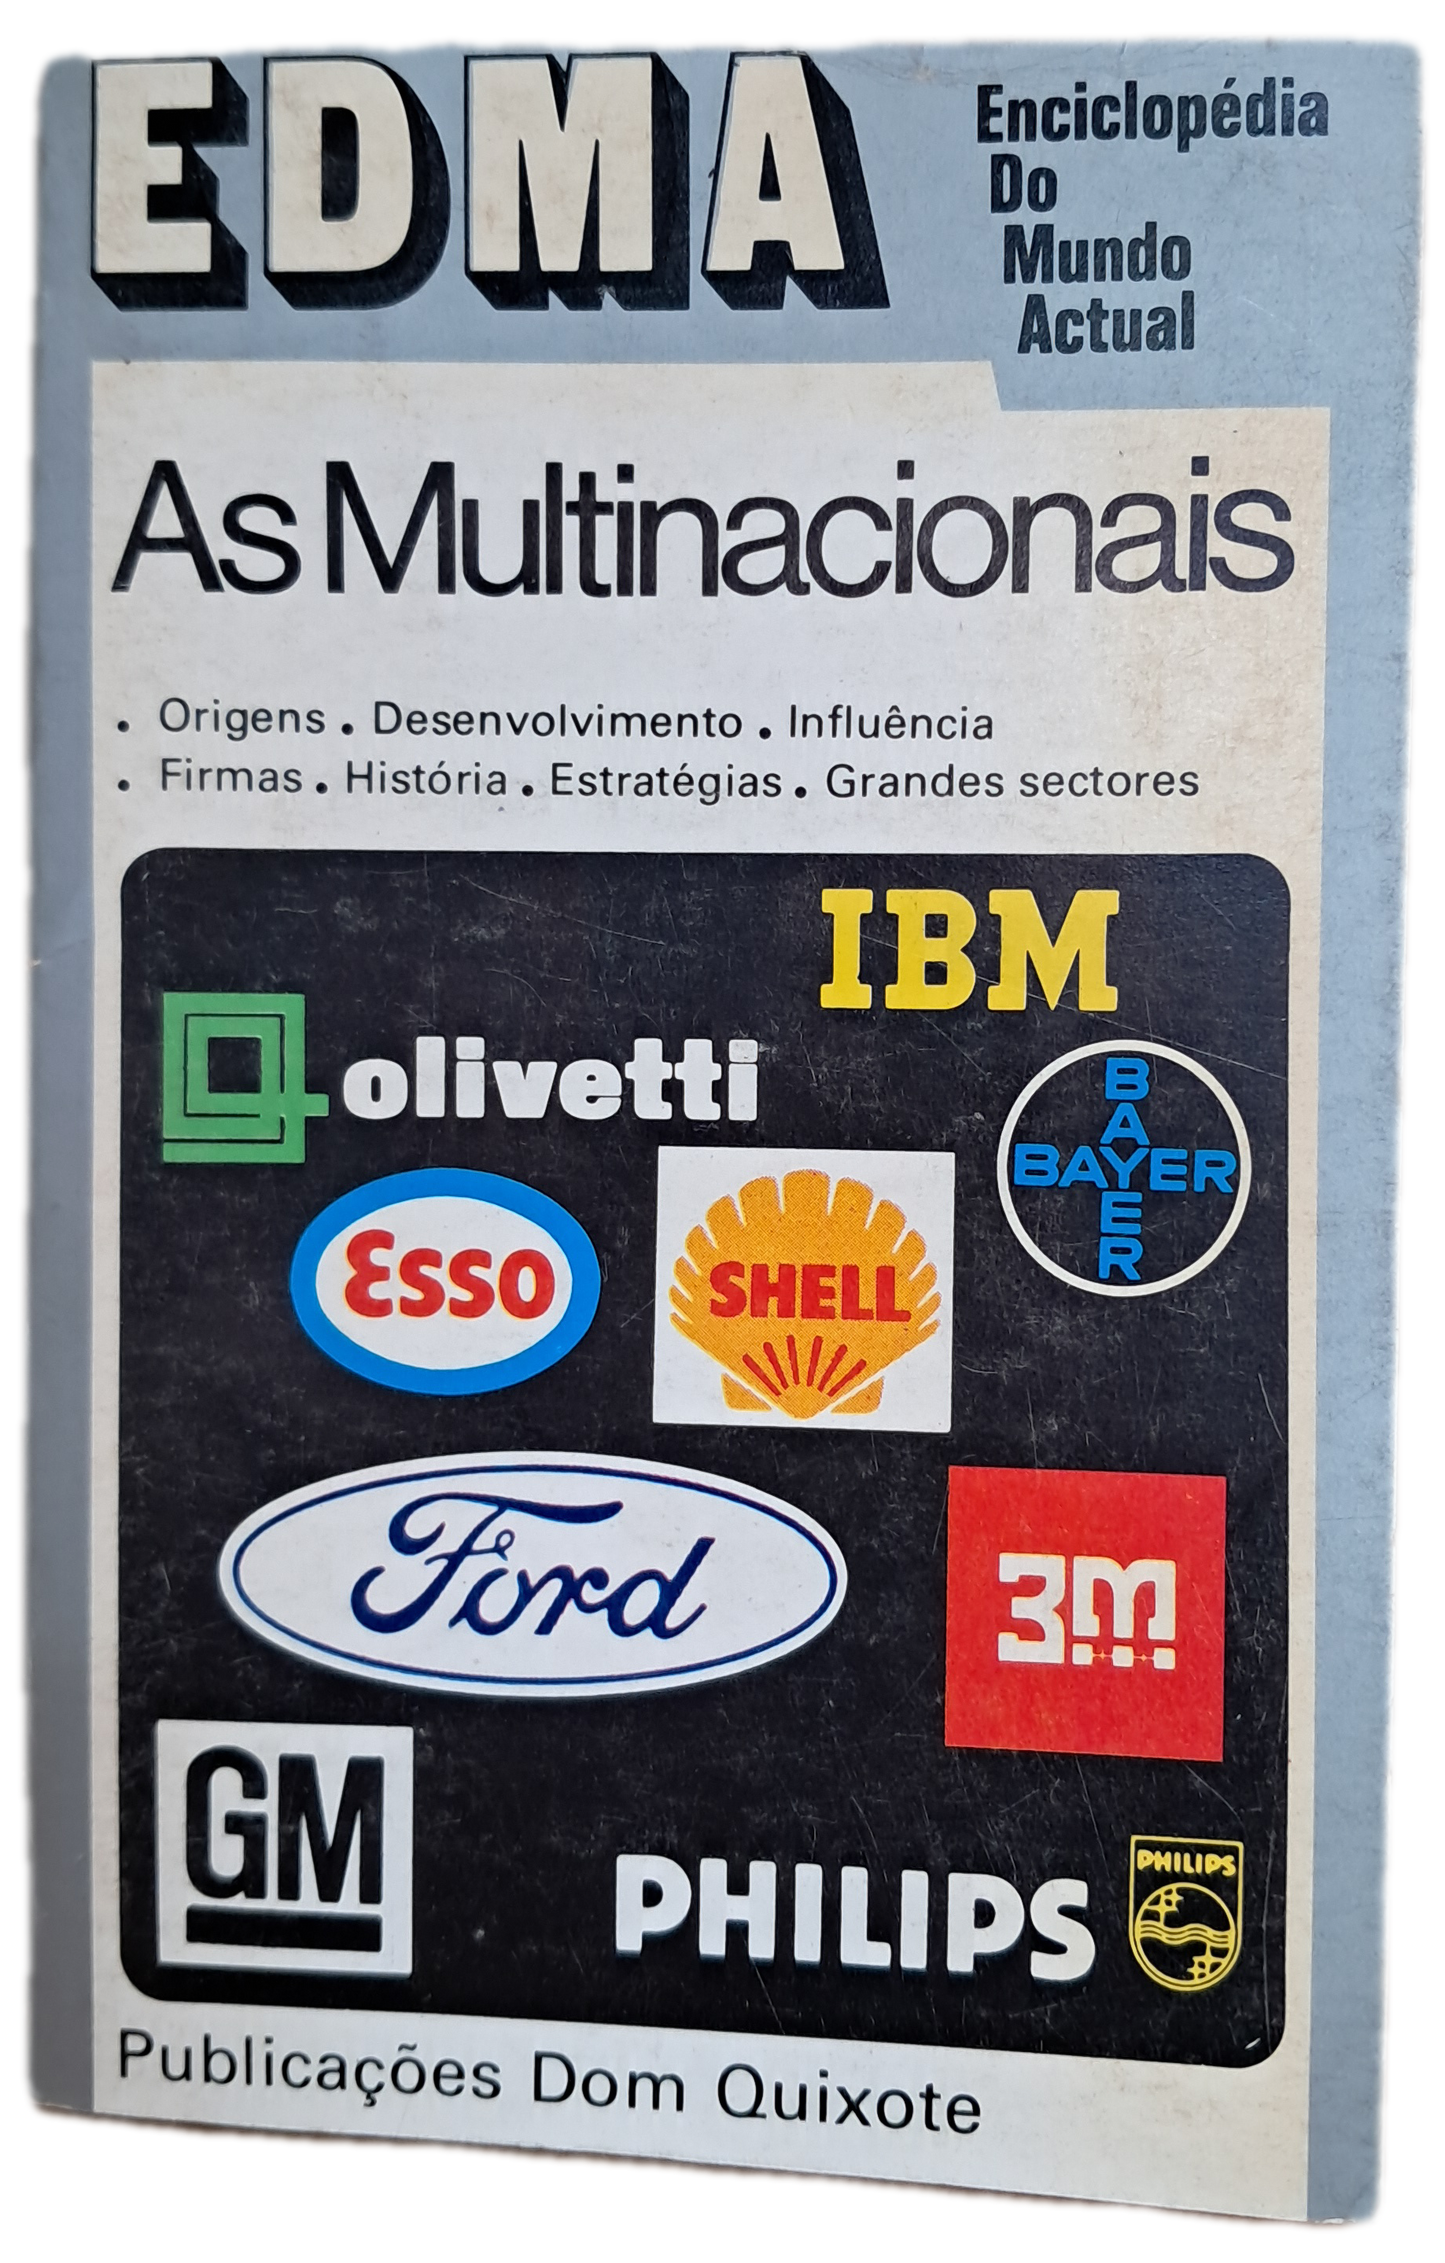 EDMA
Enciclopédia
Do
Mundo
Actual
As Multinacionais
. Origens . Desenvolvimento . Influência
. Firmas . História . Estratégias . Grandes sectores
IBM
olivetti
BAYER
BAYER
Esso
SHELL
Ford
3m
GM
PHILIPS
PHILIPS
Publicações Dom Quixote